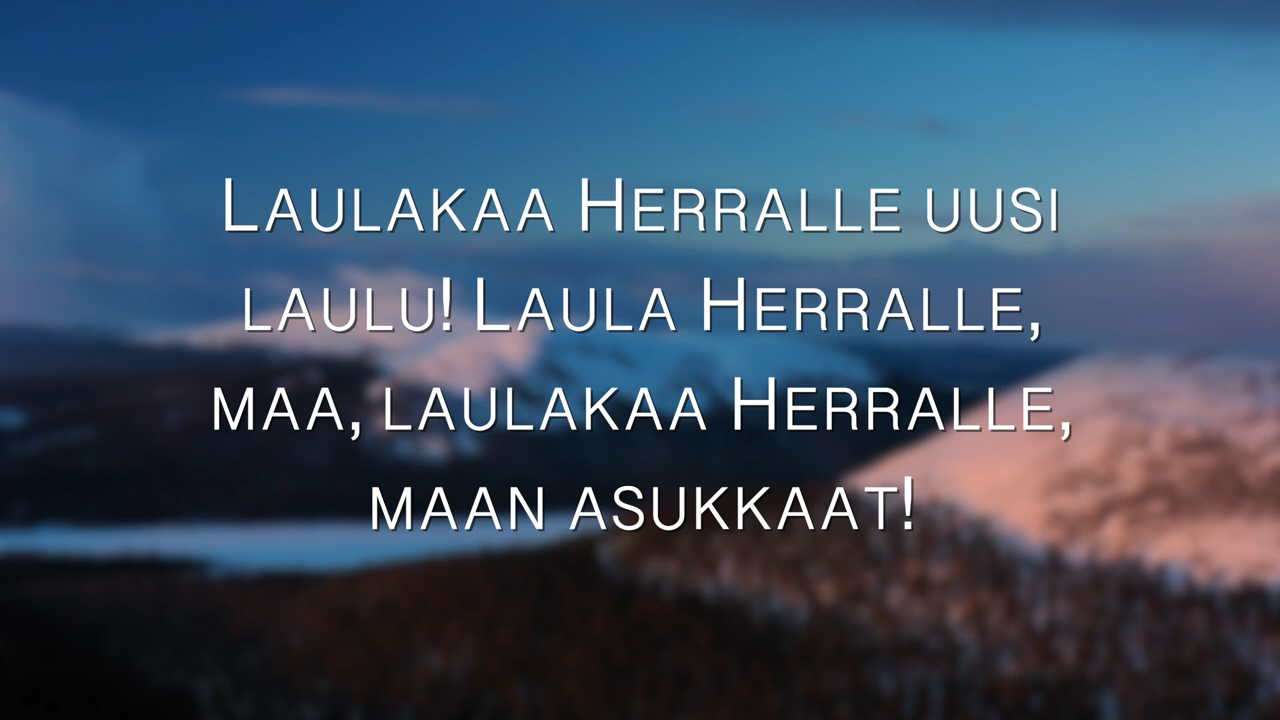 Laulakaa Herralle uusi
laulu! Laula Herralle,
maa, laulakaa Herralle,
maan asukkaat!